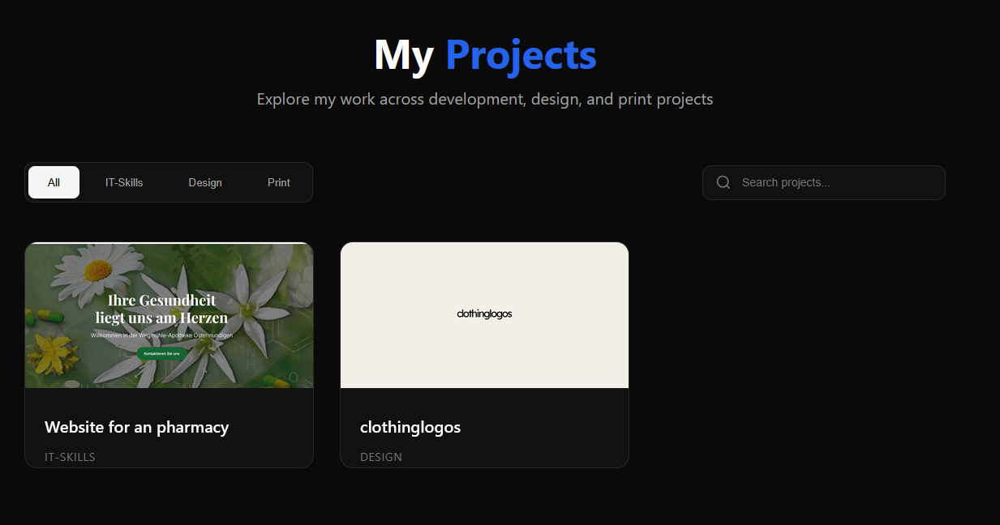 My Projects
Explore my work across development, design, and print projects
All
IT-Skills
Design
Print
Search projects...
Ihre Gesundheit
liegt uns am Herzen
Willkommen in der Wegmühle-Apotheke Ostermundigen
Kontaktieren Sie uns
clothinglogos
Website for an pharmacy
IT-SKILLS
clothinglogos
DESIGN